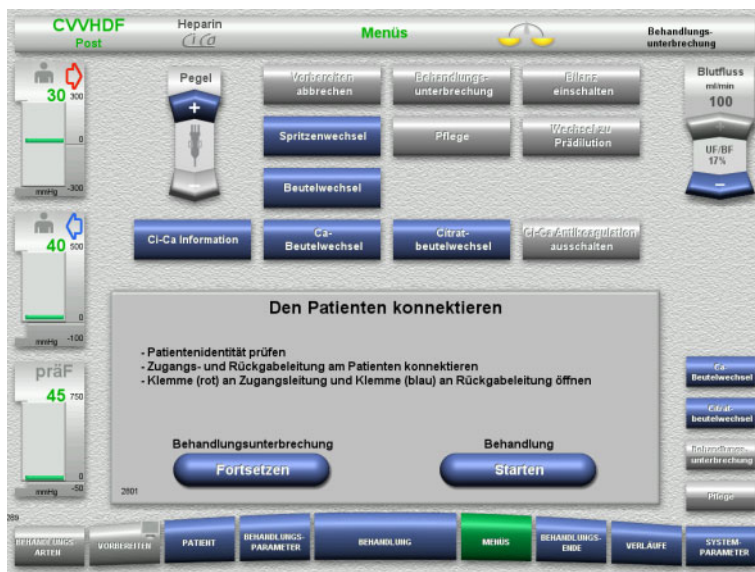 CVVHDF
Post
Heparin
Ci Ca
Menüs
Behandlungs-
unterbrechung
30 300
0
mmHg -300
40 500
0
mmHg -100
präF
45 750
0
mmHg -50
Pegel
+
−
Vorbereiten
abbrechen
Behandlungs-
unterbrechung
Bilanz
einschalten
Spritzenwechsel
Pflege
Wechsel zu
Prädilution
Beutelwechsel
Ci-Ca Information
Ca-
Beutelwechsel
Citrat-
beutelwechsel
Ci-Ca Antikoagulation
ausschalten
Blutfluss
ml/min
100
+
UF/BF
17%
−
Den Patienten konnektieren
- Patientenidentität prüfen
- Zugangs- und Rückgabeleitung am Patienten konnektieren
- Klemme (rot) an Zugangsleitung und Klemme (blau) an Rückgabeleitung öffnen
Behandlungsunterbrechung
Fortsetzen
Behandlung
Starten
2801
Ca-
Beutelwechsel
Citrat-
beutelwechsel
Behandlungs-
unterbrechung
Pflege
BEHANDLUNGS-
ARTEN
VORBEREITEN
PATIENT
BEHANDLUNGS-
PARAMETER
BEHANDLUNG
MENÜS
BEHANDLUNGS-
ENDE
VERLÄUFE
SYSTEM-
PARAMETER